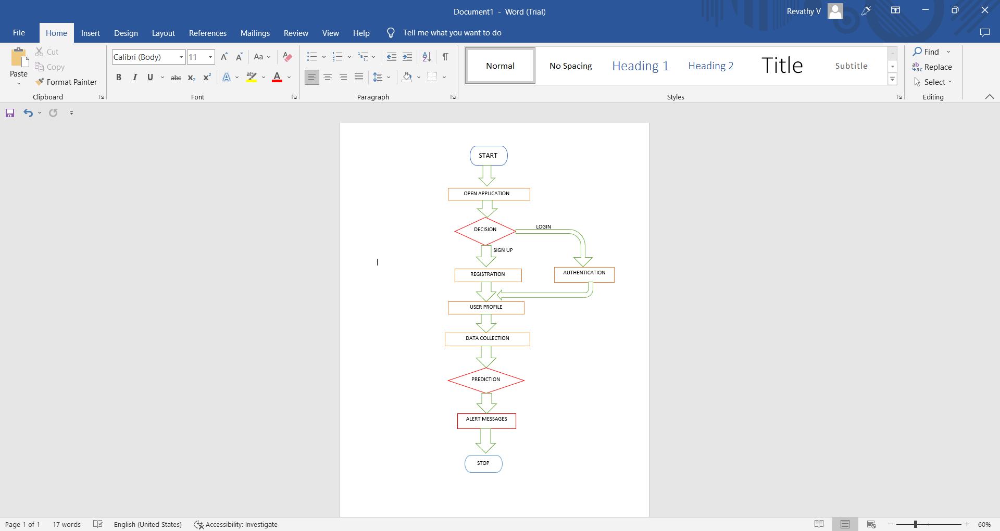 Document1 - Word (Trial)
Revathy V
File Home Insert Design Layout References Mailings Review View Help Tell me what you want to do
Paste
Cut
Copy
Format Painter
Clipboard
Calibri (Body) 11
Font
Paragraph
Normal No Spacing Heading 1 Heading 2 Title Subtitle
Styles
Find
Replace
Select
Editing
START
OPEN APPLICATION
DECISION
LOGIN
SIGN UP
REGISTRATION
AUTHENTICATION
USER PROFILE
DATA COLLECTION
PREDICTION
ALERT MESSAGES
STOP
Page 1 of 1 17 words English (United States) Accessibility: Investigate 60%